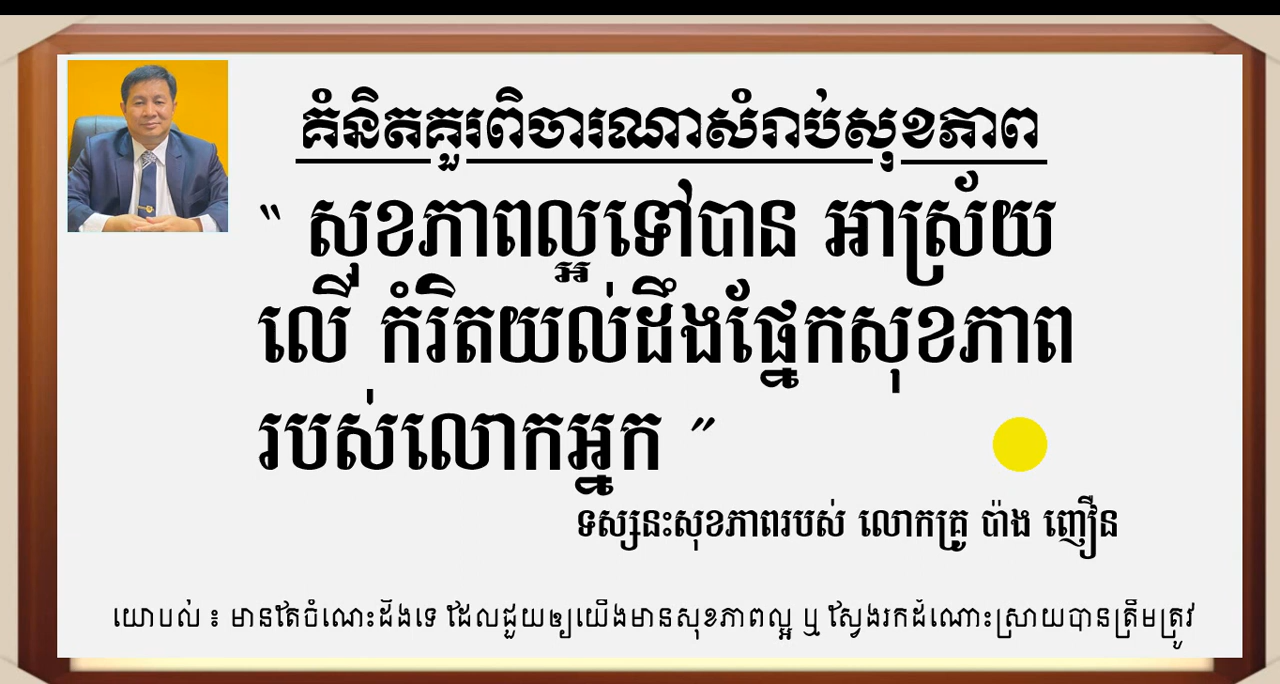 គំនិតគួរពិចារណាសំរាប់សុខភាព
“ សុខភាពល្អទៅបាន អាស្រ័យ
លើ កំរិតយល់ដឹងផ្នែកសុខភាព
របស់លោកអ្នក ”
ទស្សនះសុខភាពរបស់ លោកគ្រូ ប៉ាង ញឿន
យោបល់ ៖ មានតែចំណេះដឹងទេ ដែលជួយឲ្យយើងមានសុខភាពល្អ ឬ ស្វែងរកដំណោះស្រាយបានត្រឹមត្រូវ